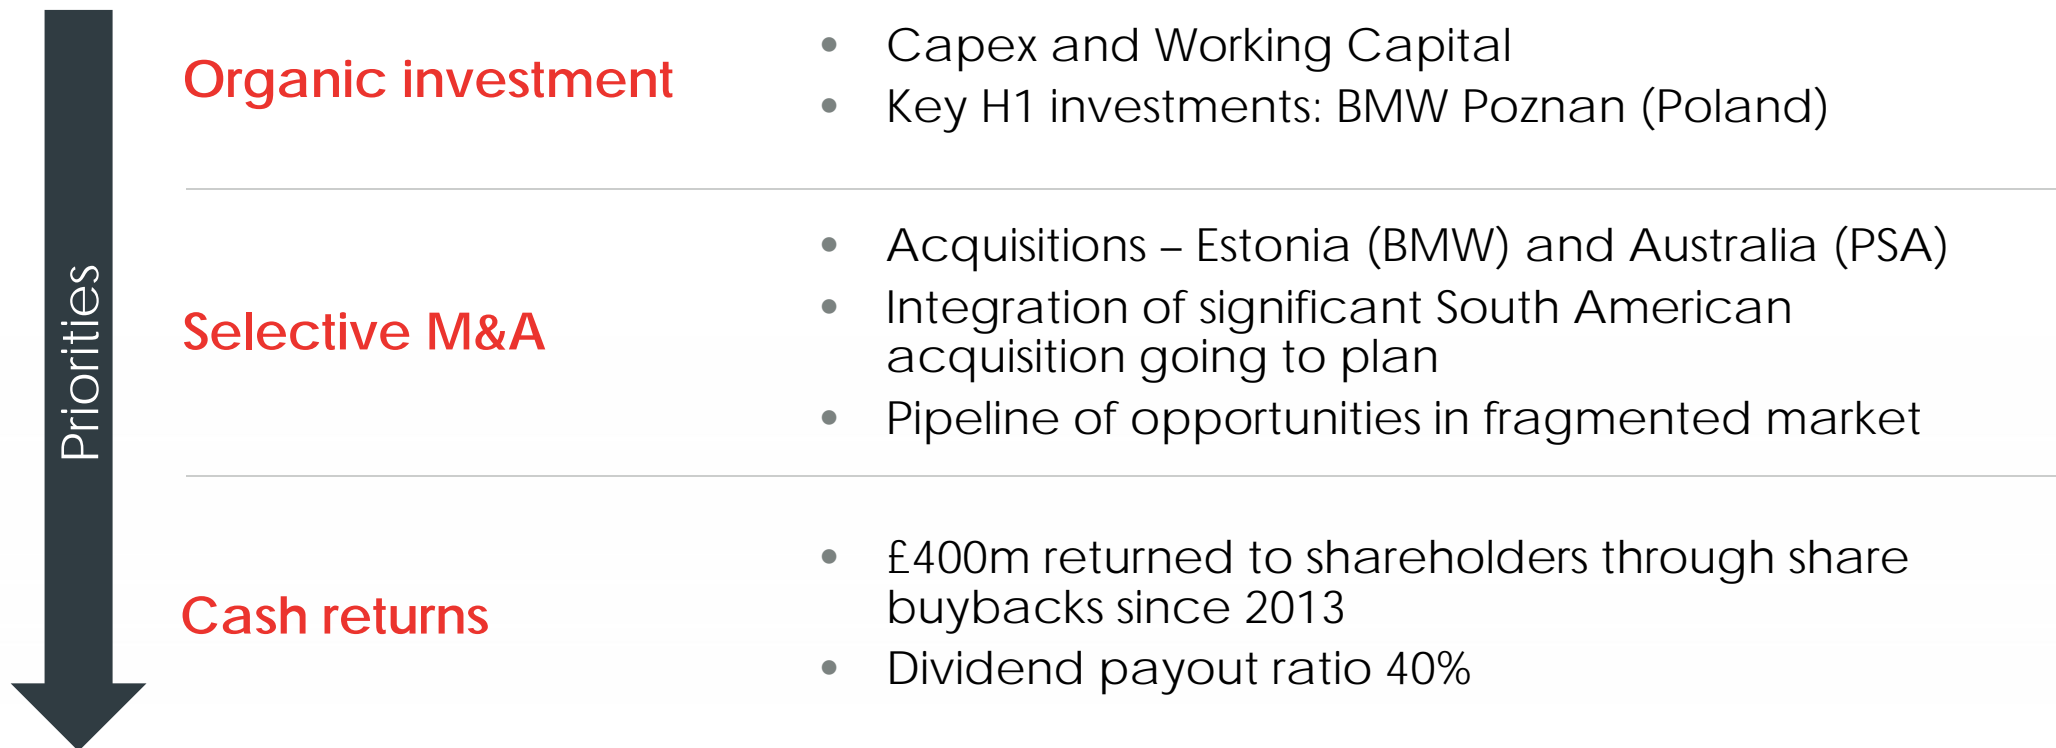 Priorities
Organic investment
• Capex and Working Capital
• Key H1 investments: BMW Poznan (Poland)
Selective M&A
• Acquisitions – Estonia (BMW) and Australia (PSA)
• Integration of significant South American
acquisition going to plan
• Pipeline of opportunities in fragmented market
Cash returns
• £400m returned to shareholders through share
buybacks since 2013
• Dividend payout ratio 40%